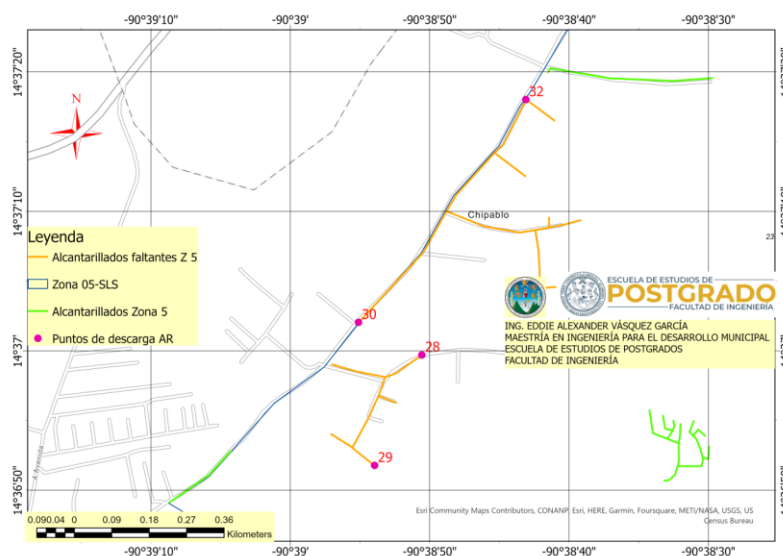 -90°39'10"
-90°39'
-90°38'50"
-90°38'40"
-90°38'30"
14°37'20"
N
32
14°37'10"
Chipablo
23
Leyenda
Alcantarillados faltantes Z 5
Zona 05-SLS
Alcantarillados Zona 5
Puntos de descarga AR
ESCUELA DE ESTUDIOS DE
POSTGRADO
FACULTAD DE INGENIERÍA
ING. EDDIE ALEXANDER VÁSQUEZ GARCÍA
MAESTRÍA EN INGENIERÍA PARA EL DESARROLLO MUNICIPAL
ESCUELA DE ESTUDIOS DE POSTGRADOS
FACULTAD DE INGENIERÍA
30
14°37'
28
29
A Avenida
14°36'50"
Esri Community Maps Contributors, CONANP, Esri, HERE, Garmin, Foursquare, METI/NASA, USGS, US
Census Bureau
0.09 0.04 0 0.09 0.18 0.27 0.36
Kilometers
-90°39'10"
-90°39'
-90°38'50"
-90°38'40"
-90°38'30"